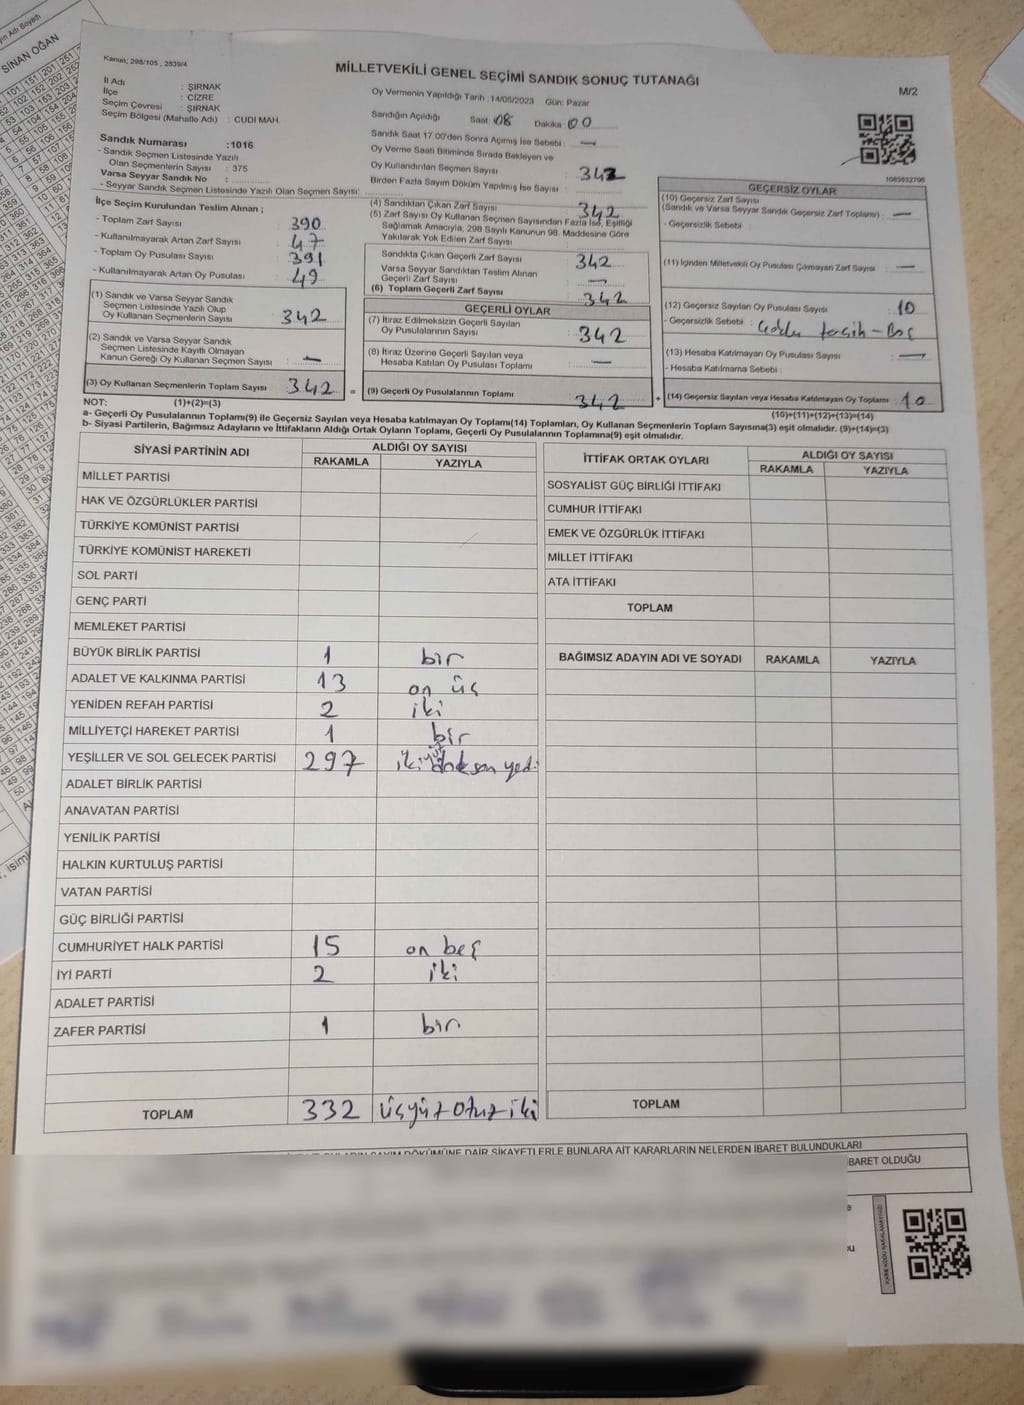 SİNAN OĞAN
Kanun; 298/105 , 2839/4
MİLLETVEKİLİ GENEL SEÇİMİ SANDIK SONUÇ TUTANAĞI
M/2
İl Adı : ŞIRNAK
İlçe : CİZRE
Seçim Çevresi : ŞIRNAK
Seçim Bölgesi (Mahalle Adı) : CUDİ MAH.
Sandık Numarası :1016
- Sandık Seçmen Listesinde Yazılı
Olan Seçmenlerin Sayısı : 375
Varsa Seyyar Sandık No :
- Seyyar Sandık Seçmen Listesinde Yazılı Olan Seçmen Sayısı:
Oy Vermenin Yapıldığı Tarih :14/05/2023 Gün: Pazar
Sandığın Açıldığı Saat: 08 Dakika: 00
Sandık Saat 17:00'den Sonra Açımış İse Sebebi : —
Oy Verme Saati Bitiminde Sırada Bekleyen ve
Oy Kullandırılan Seçmen Sayısı : 342
Birden Fazla Sayım Döküm Yapılmış İse Sayısı :
İlçe Seçim Kurulundan Teslim Alınan ;
- Toplam Zarf Sayısı : 390
- Kullanılmayarak Artan Zarf Sayısı : 47
- Toplam Oy Pusulası Sayısı : 391
- Kullanılmayarak Artan Oy Pusulası : 49
(1) Sandık ve Varsa Seyyar Sandık
Seçmen Listesinde Yazılı Olup
Oy Kullanan Seçmenlerin Sayısı : 342
(2) Sandık ve Varsa Seyyar Sandık
Seçmen Listesinde Kayıtlı Olmayan
Kanun Gereği Oy Kullanan Seçmen Sayısı : —
(3) Oy Kullanan Seçmenlerin Toplam Sayısı : 342 =
(4) Sandıktan Çıkan Zarf Sayısı : 342
(5) Zarf Sayısı Oy Kullanan Seçmen Sayısından Fazla İse, Eşitliği
Sağlamak Amacıyla, 298 Sayılı Kanunun 98. Maddesine Göre
Yakılarak Yok Edilen Zarf Sayısı :
Sandıkta Çıkan Geçerli Zarf Sayısı : 342
Varsa Seyyar Sandıktan Teslim Alınan
Geçerli Zarf Sayısı : —
(6) Toplam Geçerli Zarf Sayısı : 342
GEÇERLİ OYLAR
(7) İtiraz Edilmeksizin Geçerli Sayılan
Oy Pusulalarının Sayısı : 342
(8) İtiraz Üzerine Geçerli Sayılan veya
Hesaba Katılan Oy Pusulası Toplamı : —
(9) Geçerli Oy Pusulalarının Toplamı : 342 +
1085692796
GEÇERSİZ OYLAR
(10) Geçersiz Zarf Sayısı
(Sandık ve Varsa Seyyar Sandık Geçersiz Zarf Toplamı) : —
- Geçersizlik Sebebi :
(11) İçinden Milletvekili Oy Pusulası Çıkmayan Zarf Sayısı : —
(12) Geçersiz Sayılan Oy Pusulası Sayısı : 10
- Geçersizlik Sebebi : Çoklu tercih - Boş
(13) Hesaba Katılmayan Oy Pusulası Sayısı : —
- Hesaba Katılmama Sebebi :
(14) Geçersiz Sayılan veya Hesaba Katılmayan Oy Toplamı : 10
NOT: (1)+(2)=(3)
(10)+(11)+(12)+(13)=(14)
a- Geçerli Oy Pusulalarının Toplam(9) ile Geçersiz Sayılan veya Hesaba katılmayan Oy Toplam(14) Toplamları, Oy Kullanan Seçmenlerin Toplam Sayısına(3) eşit olmalıdır. (9)+(14)=(3)
b- Siyasi Partilerin, Bağımsız Adayların ve İttifakların Aldığı Ortak Oyların Toplamı, Geçerli Oy Pusulalarının Toplamına(9) eşit olmalıdır.
SİYASİ PARTİNİN ADI ALDIĞI OY SAYISI
RAKAMLA YAZIYLA
MİLLET PARTİSİ
HAK VE ÖZGÜRLÜKLER PARTİSİ
TÜRKİYE KOMÜNİST PARTİSİ
TÜRKİYE KOMÜNİST HAREKETİ
SOL PARTİ
GENÇ PARTİ
MEMLEKET PARTİSİ
BÜYÜK BİRLİK PARTİSİ 1 bir
ADALET VE KALKINMA PARTİSİ 13 on üç
YENİDEN REFAH PARTİSİ 2 iki
MİLLİYETÇİ HAREKET PARTİSİ 1 bir
YEŞİLLER VE SOL GELECEK PARTİSİ 297 ikiyüzdoksan yedi
ADALET BİRLİK PARTİSİ
ANAVATAN PARTİSİ
YENİLİK PARTİSİ
HALKIN KURTULUŞ PARTİSİ
VATAN PARTİSİ
GÜÇ BİRLİĞİ PARTİSİ
CUMHURİYET HALK PARTİSİ 15 on beş
İYİ PARTİ 2 iki
ADALET PARTİSİ
ZAFER PARTİSİ 1 bir
TOPLAM 332 üçyüz otuz iki
İTTİFAK ORTAK OYLARI ALDIĞI OY SAYISI
RAKAMLA YAZIYLA
SOSYALİST GÜÇ BİRLİĞİ İTTİFAKI
CUMHUR İTTİFAKI
EMEK VE ÖZGÜRLÜK İTTİFAKI
MİLLET İTTİFAKI
ATA İTTİFAKI
TOPLAM
BAĞIMSIZ ADAYIN ADI VE SOYADI RAKAMLA YAZIYLA
TOPLAM
DÖKÜMÜNE DAİR ŞİKAYETLERLE BUNLARA AİT KARARLARIN NELERDEN İBARET BULUNDUKLARI
BARET OLDUĞU